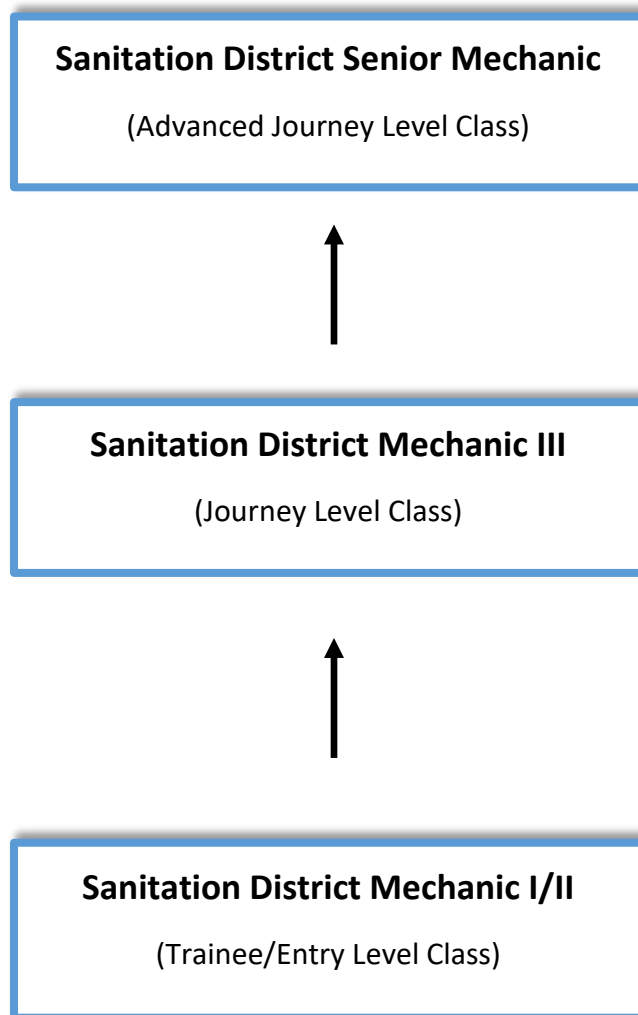 Sanitation District Senior Mechanic
(Advanced Journey Level Class)
Sanitation District Mechanic III
(Journey Level Class)
Sanitation District Mechanic I/II
(Trainee/Entry Level Class)